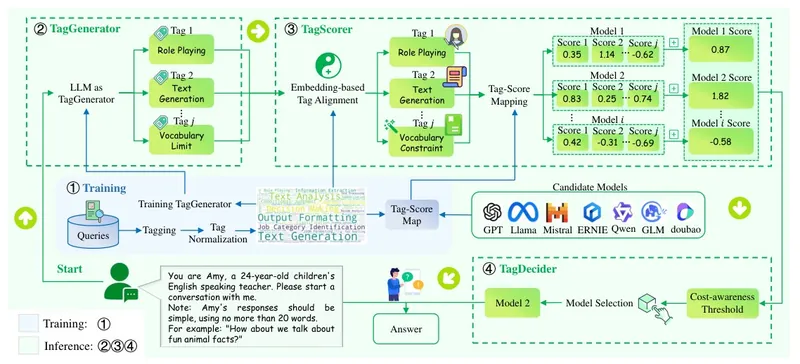 ② TagGenerator
LLM as
TagGenerator
Tag 1
Role Playing
Tag 2
Text
Generation
Tag j
Vocabulary
Limit
③ TagScorer
Embedding-based
Tag Alignment
Tag 1
Role Playing
Tag 2
Text
Generation
Tag j
Vocabulary
Constraint
Tag-Score
Mapping
Model 1
Score 1 Score 2 Score j
0.35 1.14 ··· -0.62
Model 1 Score
0.87
Model 2
Score 1 Score 2 Score j
0.83 0.25 ··· 0.74
Model 2 Score
1.82
Model i
Score 1 Score 2 Score j
0.42 -0.31 ··· -0.69
Model i Score
-0.58
① Training
Training TagGenerator
Queries
Tagging
Tag
Normalization
Text Analysis
Output Formatting
Job Category Identification
Text Generation
Tag-Score
Map
Candidate Models
GPT Llama Mistral ERNIE Qwen GLM doubao
Start
You are Amy, a 24-year-old children's
English speaking teacher. Please start a
conversation with me.
Note: Amy's responses should be
simple, using no more than 20 words.
For example: "How about we talk about
fun animal facts?"
Answer
④ TagDecider
Model 2
Model Selection
Cost-awareness
Threshold
Training: ①
Inference: ②③④